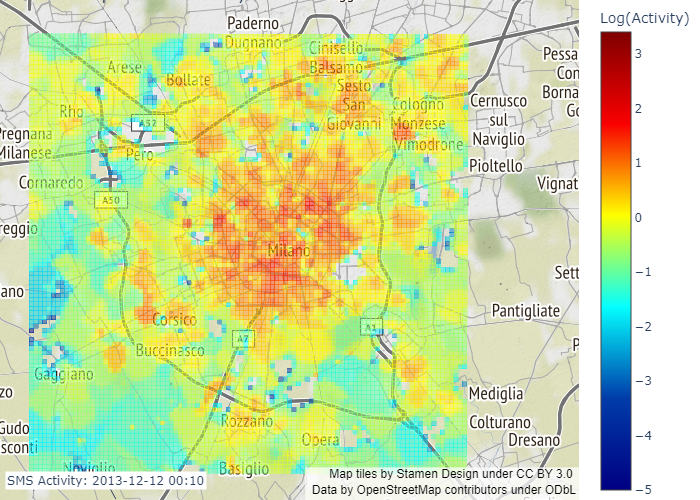 Log(Activity)
Paderno
Dugnano
Cinisello
Balsamo
Arese
Bollate
Sesto
San
Giovanni
Rho
Cologno
Monzese
Vimodrone
Cernusco
sul
Naviglio
Pessa
Con
Borna
Go
A52
Pregnana
Milanese
Pero
Pioltello
Cornaredo
Vignat
A50
reggio
Milano
Sett
ano
Pantigliate
Corsico
A1
A7
Buccinasco
P
Gaggiano
zo
Mediglia
Rozzano
Colturano
Gudo
sconti
Opera
Dresano
Noviglio
Basiglio
SMS Activity: 2013-12-12 00:10
Map tiles by Stamen Design under CC BY 3.0
Data by OpenStreetMap contributors under ODbL
3
2
1
0
−1
−2
−3
−4
−5